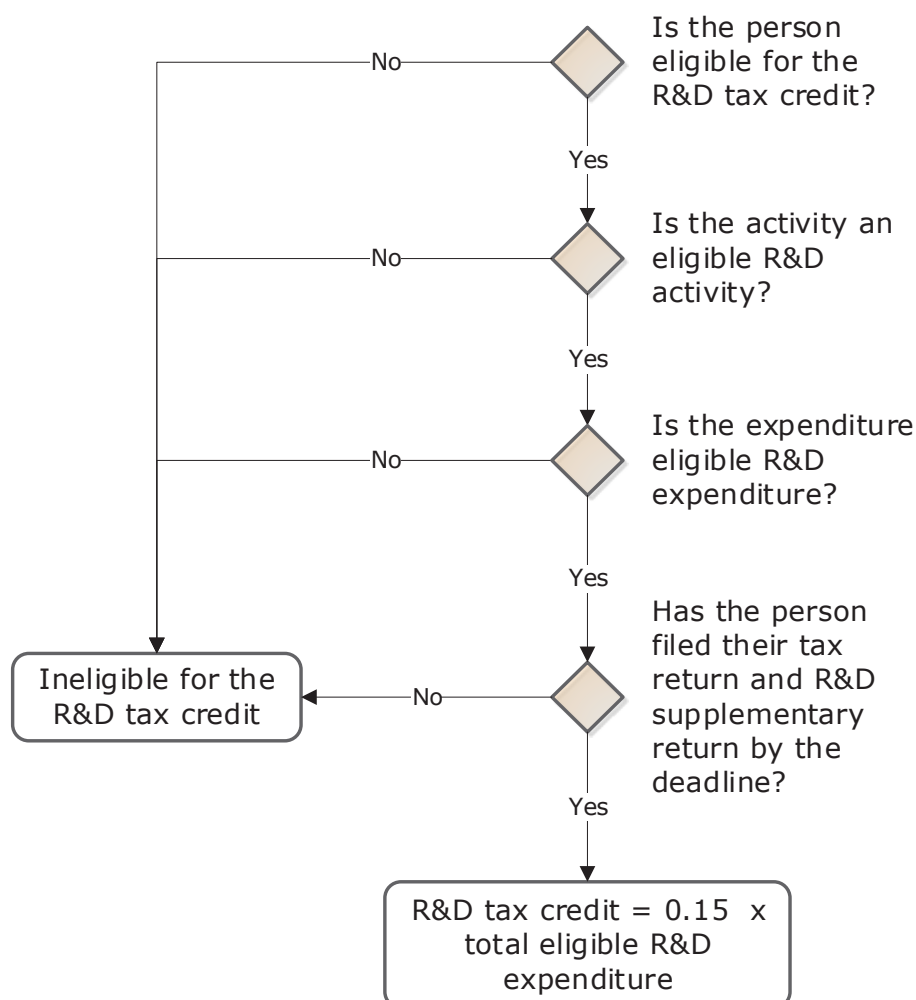 Is the person
eligible for the
R&D tax credit?
No
Yes
Is the activity an
eligible R&D
activity?
No
Yes
Is the expenditure
eligible R&D
expenditure?
No
Yes
Has the person
filed their tax
return and R&D
supplementary
return by the
deadline?
Ineligible for the
R&D tax credit
No
Yes
R&D tax credit = 0.15 x
total eligible R&D
expenditure